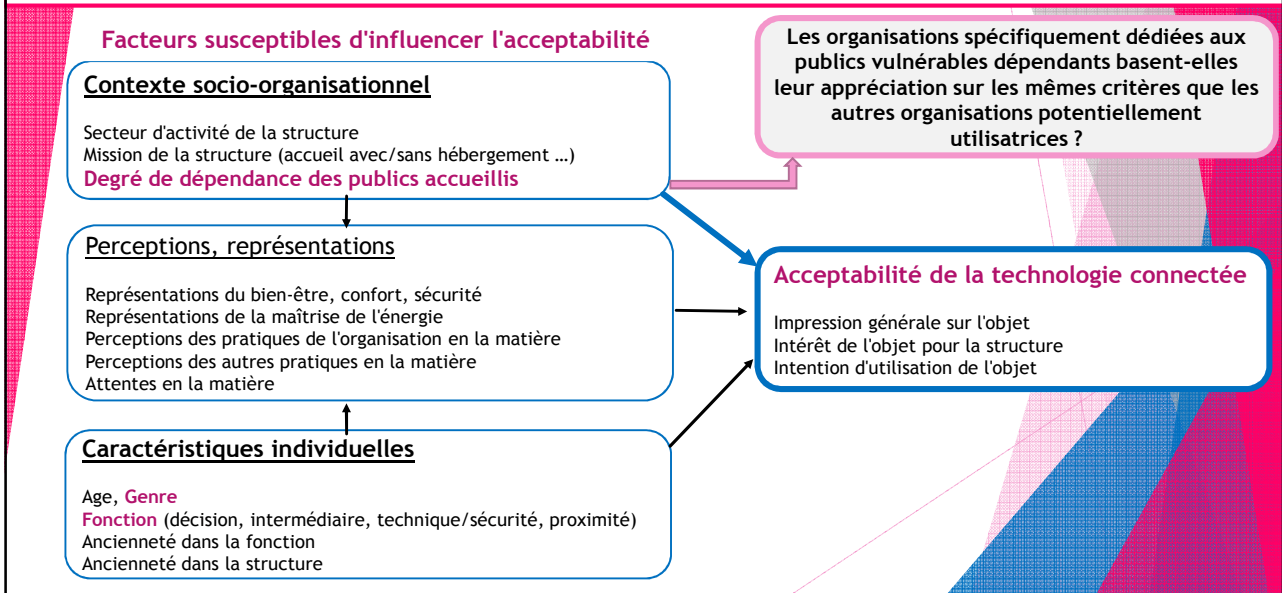 Facteurs susceptibles d'influencer l'acceptabilité
Contexte socio-organisationnel
Secteur d'activité de la structure
Mission de la structure (accueil avec/sans hébergement …)
Degré de dépendance des publics accueillis
Les organisations spécifiquement dédiées aux
publics vulnérables dépendants basent-elles
leur appréciation sur les mêmes critères que les
autres organisations potentiellement
utilisatrices ?
Perceptions, représentations
Représentations du bien-être, confort, sécurité
Représentations de la maîtrise de l'énergie
Perceptions des pratiques de l'organisation en la matière
Perceptions des autres pratiques en la matière
Attentes en la matière
Acceptabilité de la technologie connectée
Impression générale sur l'objet
Intérêt de l'objet pour la structure
Intention d'utilisation de l'objet
Caractéristiques individuelles
Age, Genre
Fonction (décision, intermédiaire, technique/sécurité, proximité)
Ancienneté dans la fonction
Ancienneté dans la structure